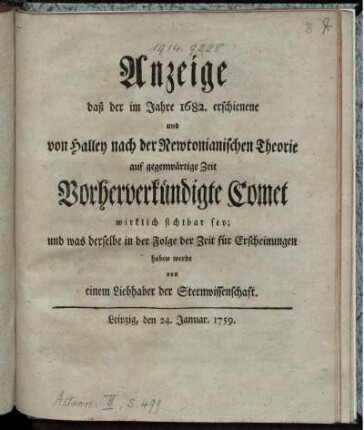 1914. 9228
8
Anzeige
daß der im Jahre 1682. erschienene
und
von Halley nach der Newtonianischen Theorie
auf gegenwärtige Zeit
Vorherverkündigte Comet
wirklich sichtbar sey;
und was derselbe in der Folge der Zeit für Erscheinungen
haben werde
von
einem Liebhaber der Sternwissenschaft.
Leipzig, den 24. Januar. 1759.
Astron. III, S. 499